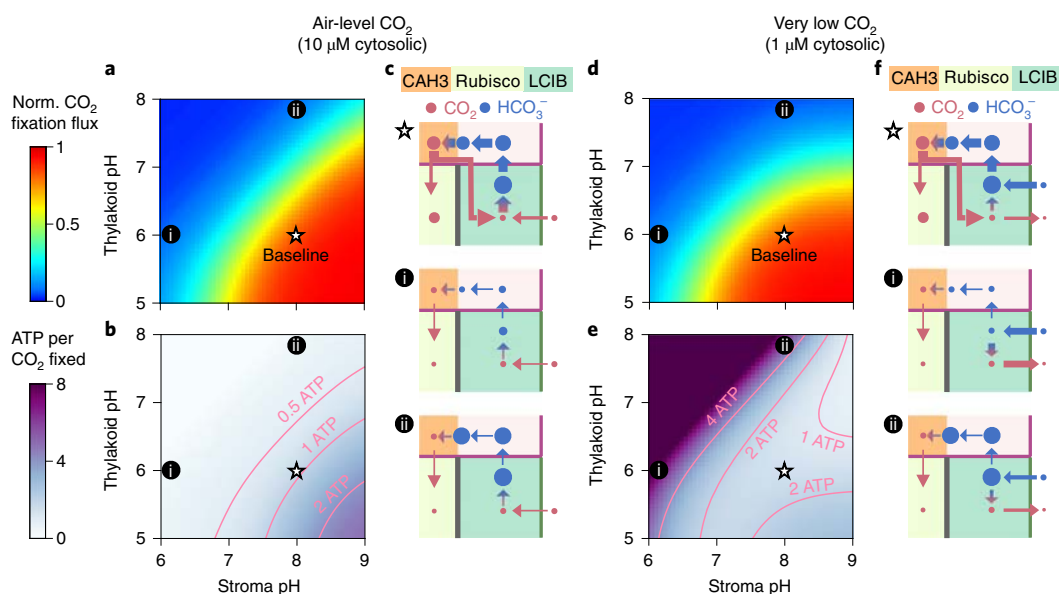 Air-level CO₂
(10 μM cytosolic)
Very low CO₂
(1 μM cytosolic)
a
Norm. CO₂
fixation flux
1
0.5
0
Thylakoid pH
8
7
6
5
ii
i
Baseline
b
ATP per
CO₂ fixed
8
4
0
Thylakoid pH
8
7
6
5
ii
i
0.5 ATP
1 ATP
2 ATP
6
7
8
9
Stroma pH
c
CAH3 Rubisco LCIB
CO₂ HCO₃⁻
i
ii
d
Thylakoid pH
8
7
6
5
ii
i
Baseline
e
Thylakoid pH
8
7
6
5
ii
i
4 ATP
2 ATP
1 ATP
2 ATP
6
7
8
9
Stroma pH
f
CAH3 Rubisco LCIB
CO₂ HCO₃⁻
i
ii